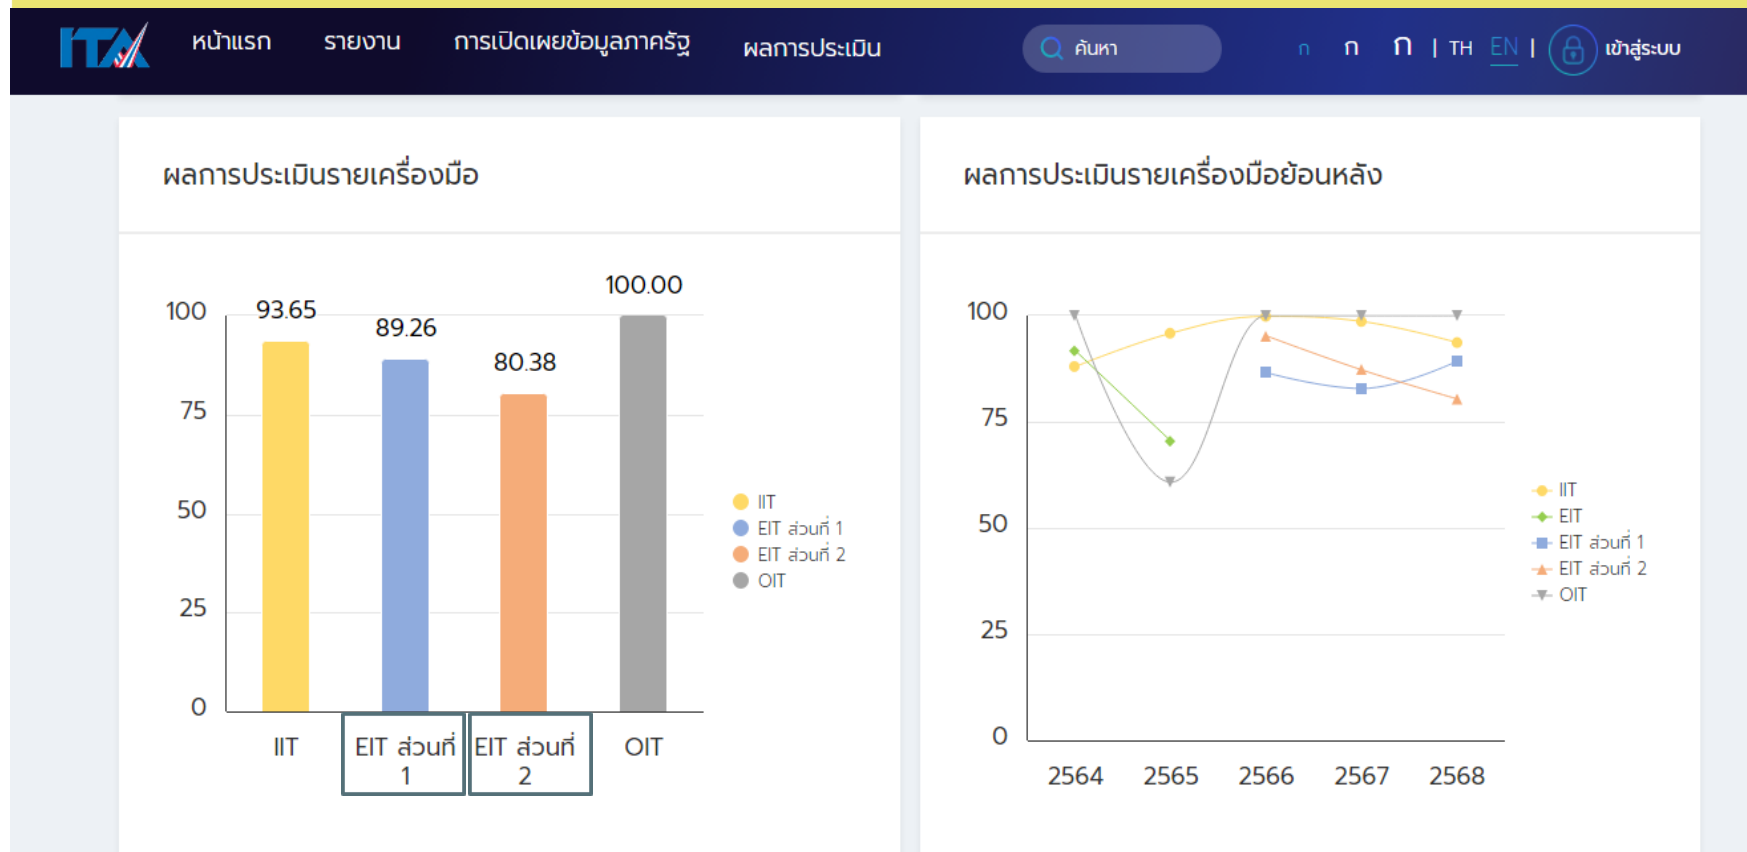 ITA หน้าแรก รายงาน การเปิดเผยข้อมูลภาครัฐ ผลการประเมิน ค้นหา ก ก ก | TH EN | เข้าสู่ระบบ
ผลการประเมินรายเครื่องมือ
100.00
100 93.65
89.26
80.38
75
50
25
0
IIT
EIT ส่วนที่ 1
EIT ส่วนที่ 2
OIT
IIT
EIT ส่วนที่
1
EIT ส่วนที่
2
OIT
ผลการประเมินรายเครื่องมือย้อนหลัง
100
75
50
25
0
IIT
EIT
EIT ส่วนที่ 1
EIT ส่วนที่ 2
OIT
2564 2565 2566 2567 2568